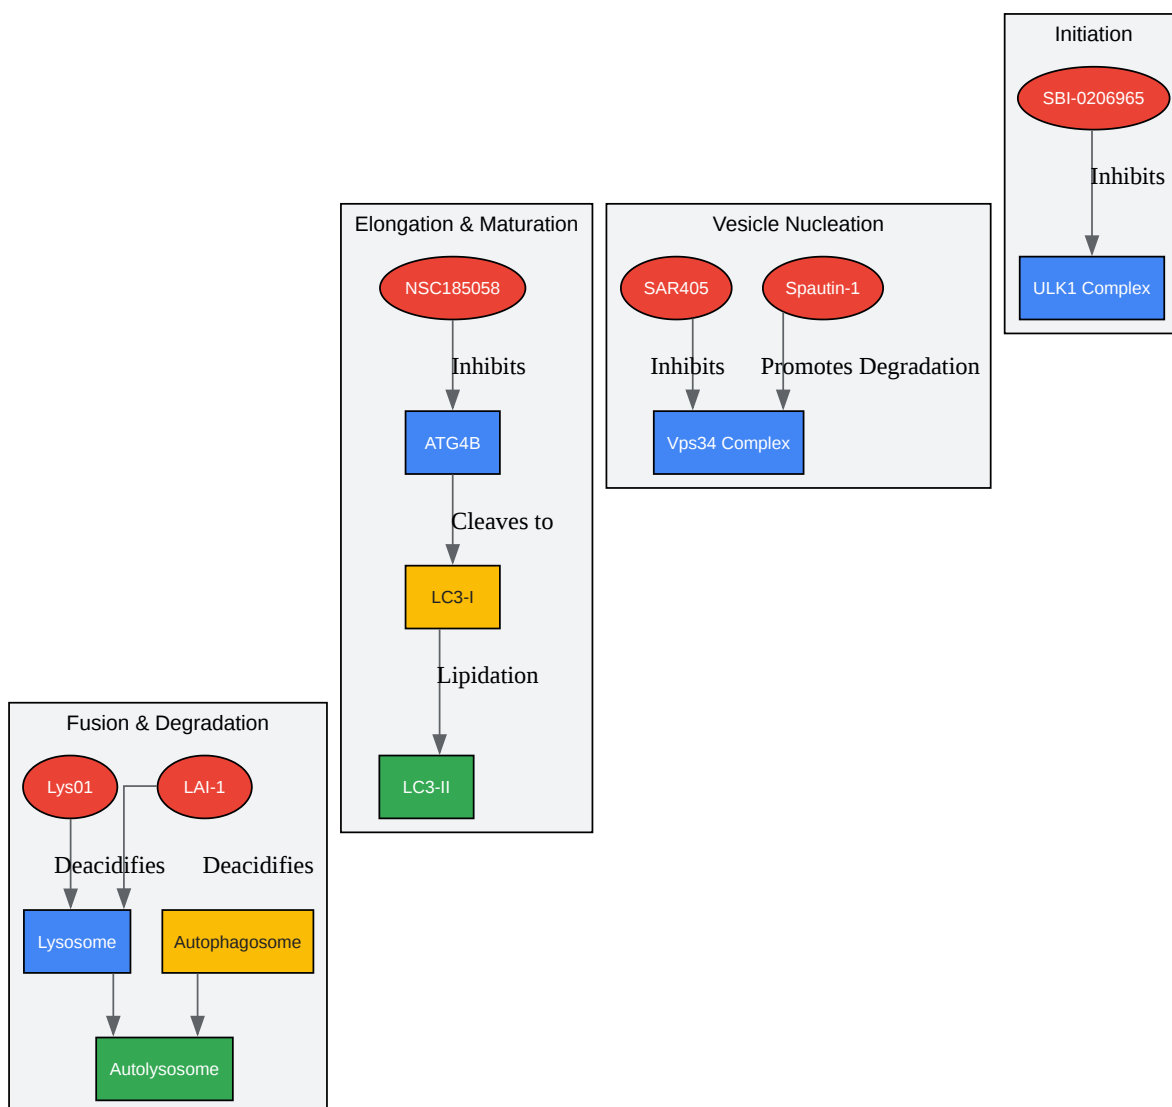 Initiation
SBI-0206965
Inhibits
ULK1 Complex
Elongation & Maturation
NSC185058
Inhibits
ATG4B
Cleaves to
LC3-I
Lipidation
LC3-II
Vesicle Nucleation
SAR405
Spautin-1
Inhibits
Promotes Degradation
Vps34 Complex
Fusion & Degradation
Lys01
LAI-1
Deacidifies
Deacidifies
Lysosome
Autophagosome
Autolysosome